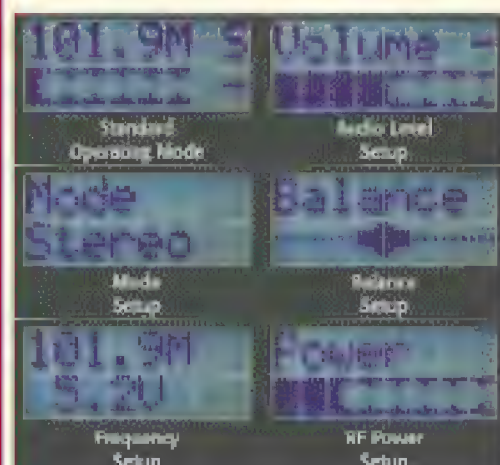 101.9M S
Standard
Operating Mode
Volume
Audio Level
Setup
Mode
Stereo
Mode
Setup
Balance
Balance
Setup
101.9M
5.2V
Frequency
Setup
Power
RF Power
Setup